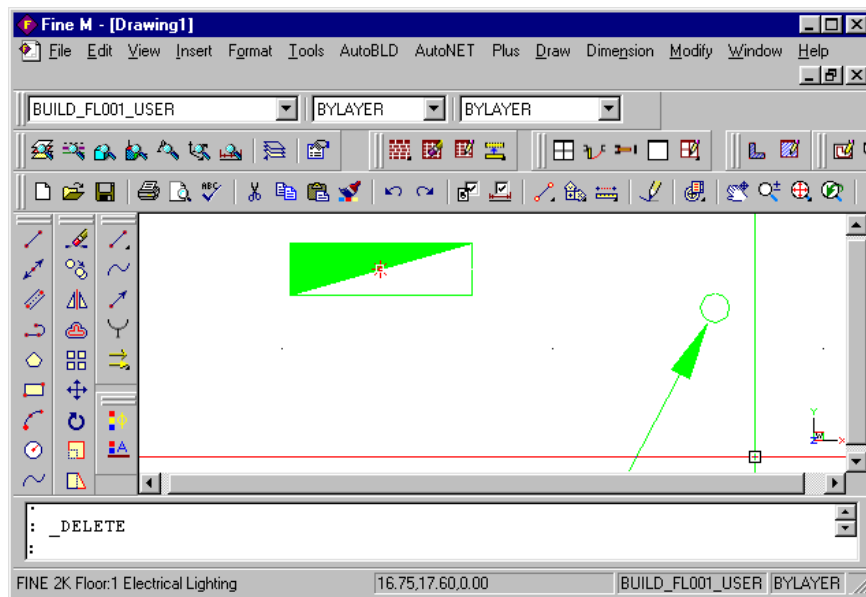 Fine M - [Drawing1]
File Edit View Insert Format Tools AutoBLD AutoNET Plus Draw Dimension Modify Window Help
BUILD_FL001_USER BYLAYER BYLAYER
ABC
Y
X
: _DELETE
:
FINE 2K Floor:1 Electrical Lighting 16.75,17.60,0.00 BUILD_FL001_USER BYLAYER